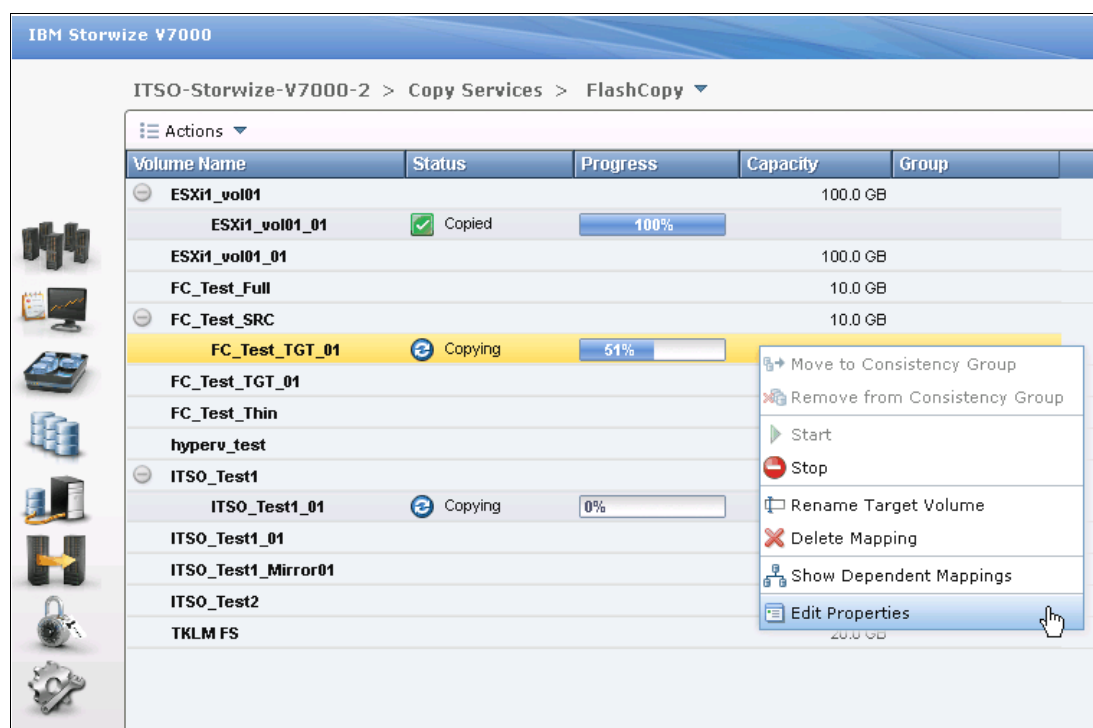 IBM Storwize V7000
ITSO-Storwize-V7000-2 > Copy Services > FlashCopy
Actions
Volume Name Status Progress Capacity Group
ESXi1_vol01 100.0 GB
ESXi1_vol01_01 Copied 100%
ESXi1_vol01_01 100.0 GB
FC_Test_Full 10.0 GB
FC_Test_SRC 10.0 GB
FC_Test_TGT_01 Copying 51%
Move to Consistency Group
FC_Test_TGT_01
Remove from Consistency Group
FC_Test_Thin
Start
hyperv_test
Stop
ITSO_Test1
ITSO_Test1_01 Copying 0%
Rename Target Volume
ITSO_Test1_01
Delete Mapping
ITSO_Test1_Mirror01
Show Dependent Mappings
ITSO_Test2
Edit Properties
TKLM FS 20.0 GB